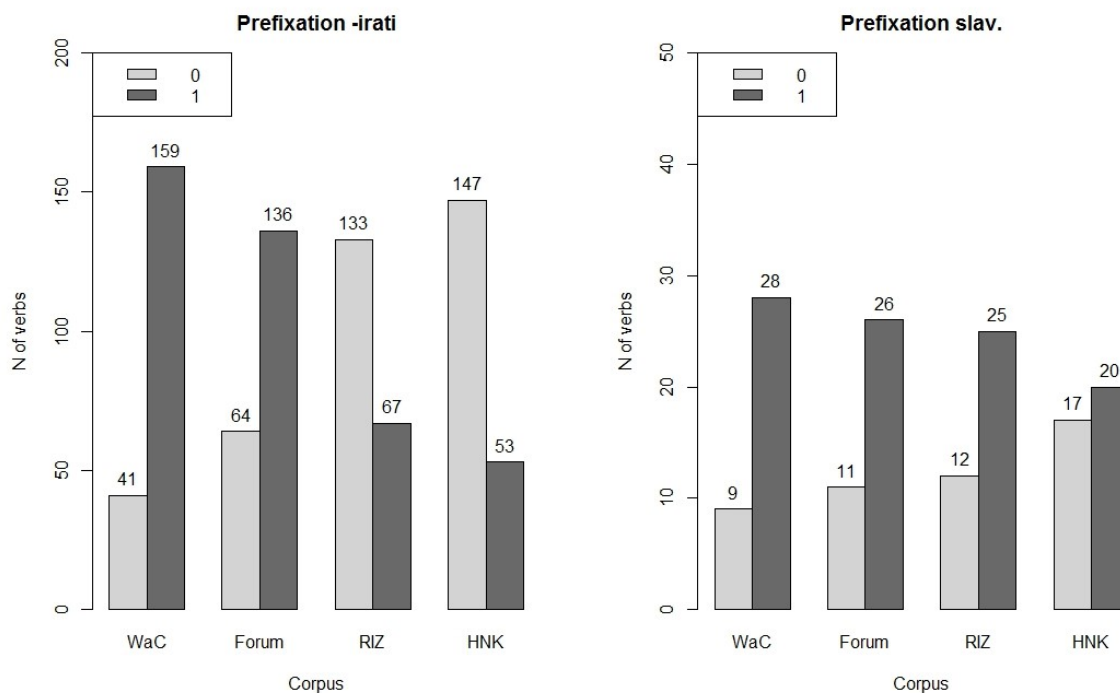 Prefixation -irati
200
150
100
50
0
N of verbs
0
1
41
159
64
136
133
67
147
53
WaC
Forum
RIZ
HNK
Corpus
Prefixation slav.
50
40
30
20
10
0
N of verbs
0
1
9
28
11
26
12
25
17
20
WaC
Forum
RIZ
HNK
Corpus